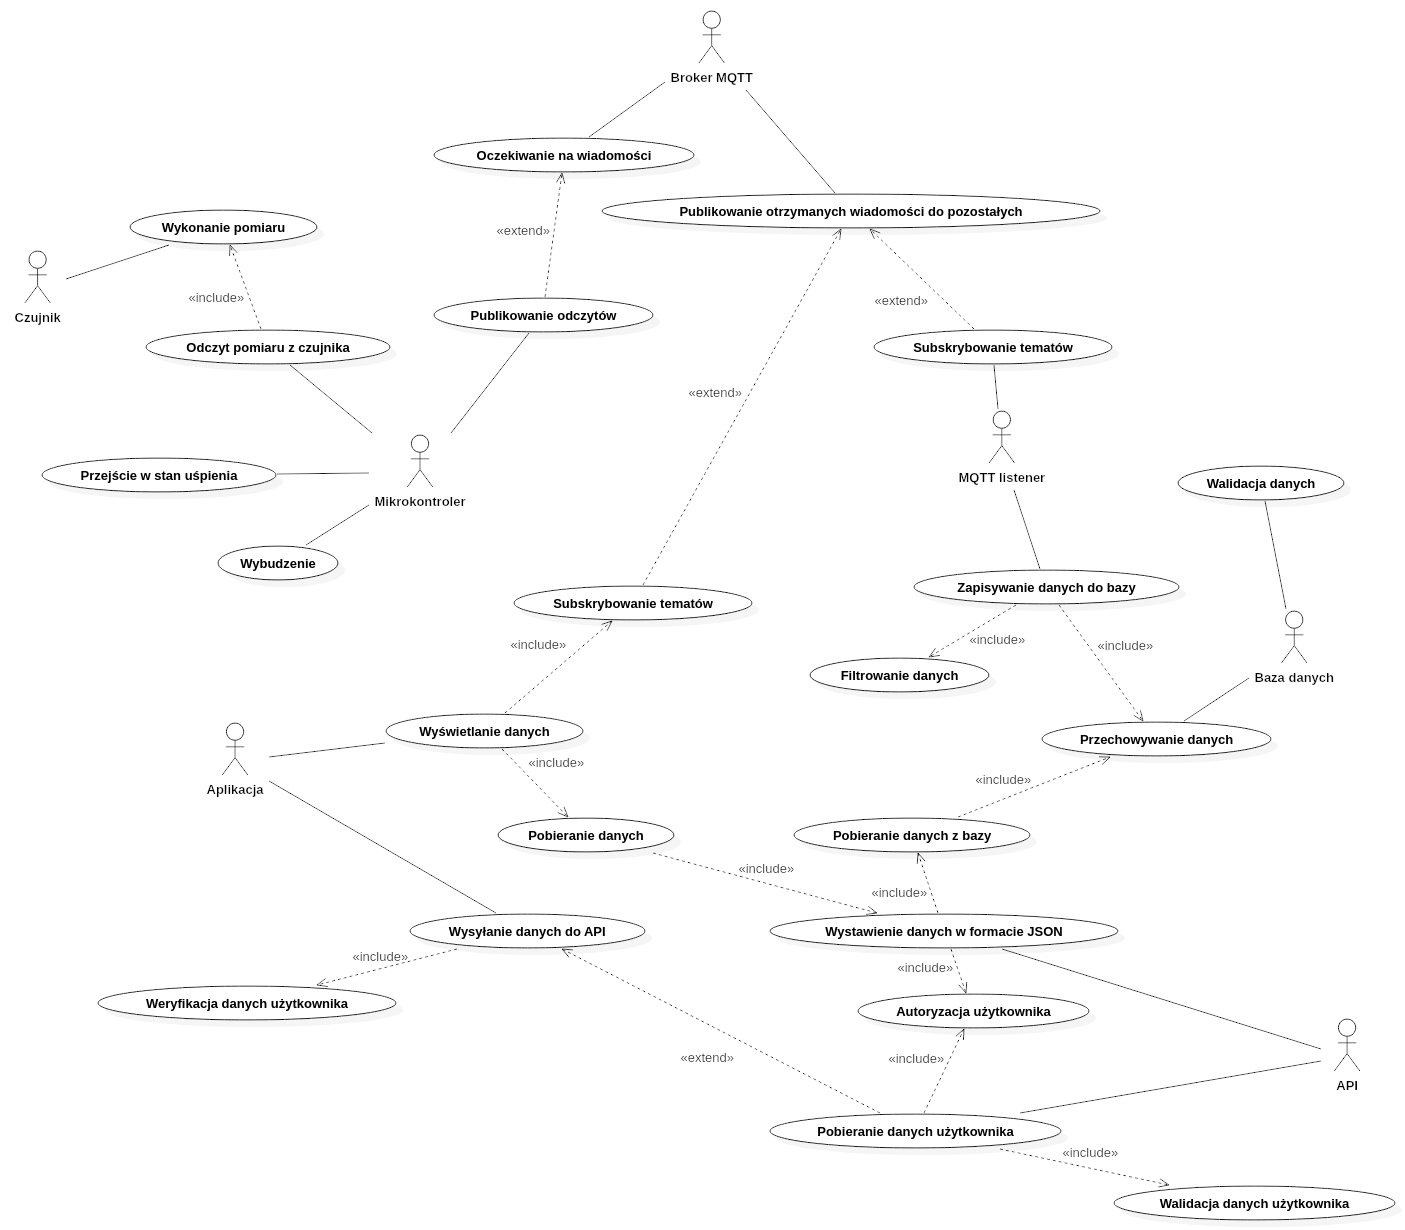 Broker MQTT
Oczekiwanie na wiadomości
Publikowanie otrzymanych wiadomości do pozostałych
Wykonanie pomiaru
«extend»
«include»
«extend»
Czujnik
Publikowanie odczytów
Odczyt pomiaru z czujnika
Subskrybowanie tematów
«extend»
Przejście w stan uśpienia
MQTT listener
Walidacja danych
Mikrokontroler
Wybudzenie
Zapisywanie danych do bazy
Subskrybowanie tematów
«include»
«include»
«include»
Filtrowanie danych
Baza danych
Wyświetlanie danych
Przechowywanie danych
«include»
«include»
Aplikacja
Pobieranie danych
Pobieranie danych z bazy
«include»
«include»
Wysyłanie danych do API
Wystawienie danych w formacie JSON
«include»
«include»
Weryfikacja danych użytkownika
Autoryzacja użytkownika
«extend»
«include»
API
Pobieranie danych użytkownika
«include»
Walidacja danych użytkownika